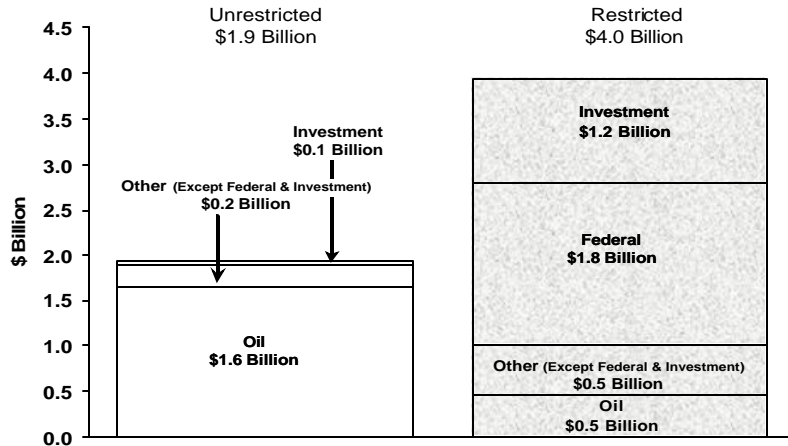 Unrestricted
$1.9 Billion
Restricted
$4.0 Billion
$ Billion
4.5
4.0
3.5
3.0
2.5
2.0
1.5
1.0
0.5
0.0
Investment
$0.1 Billion
Other (Except Federal & Investment)
$0.2 Billion
Oil
$1.6 Billion
Investment
$1.2 Billion
Federal
$1.8 Billion
Other (Except Federal & Investment)
$0.5 Billion
Oil
$0.5 Billion